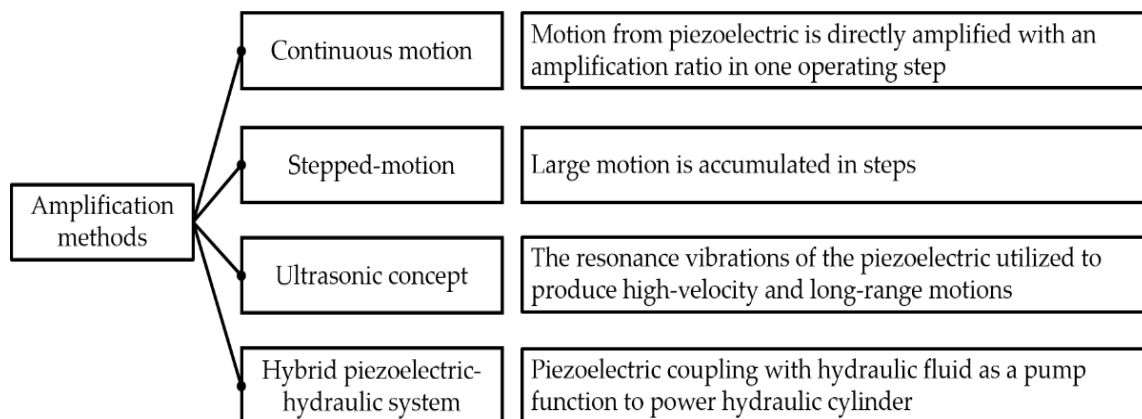 Amplification
methods
Continuous motion
Motion from piezoelectric is directly amplified with an
amplification ratio in one operating step
Stepped-motion
Large motion is accumulated in steps
Ultrasonic concept
The resonance vibrations of the piezoelectric utilized to
produce high-velocity and long-range motions
Hybrid piezoelectric-
hydraulic system
Piezoelectric coupling with hydraulic fluid as a pump
function to power hydraulic cylinder